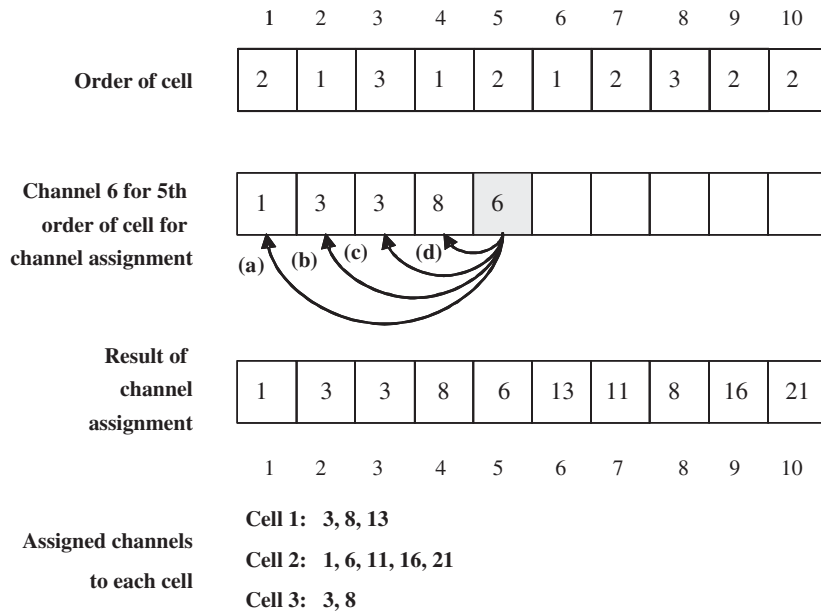 1 2 3 4 5 6 7 8 9 10
Order of cell 2 1 3 1 2 1 2 3 2 2
Channel 6 for 5th
order of cell for
channel assignment
1 3 3 8 6
(a) (b) (c) (d)
Result of
channel
assignment
1 3 3 8 6 13 11 8 16 21
1 2 3 4 5 6 7 8 9 10
Assigned channels
to each cell
Cell 1: 3, 8, 13
Cell 2: 1, 6, 11, 16, 21
Cell 3: 3, 8